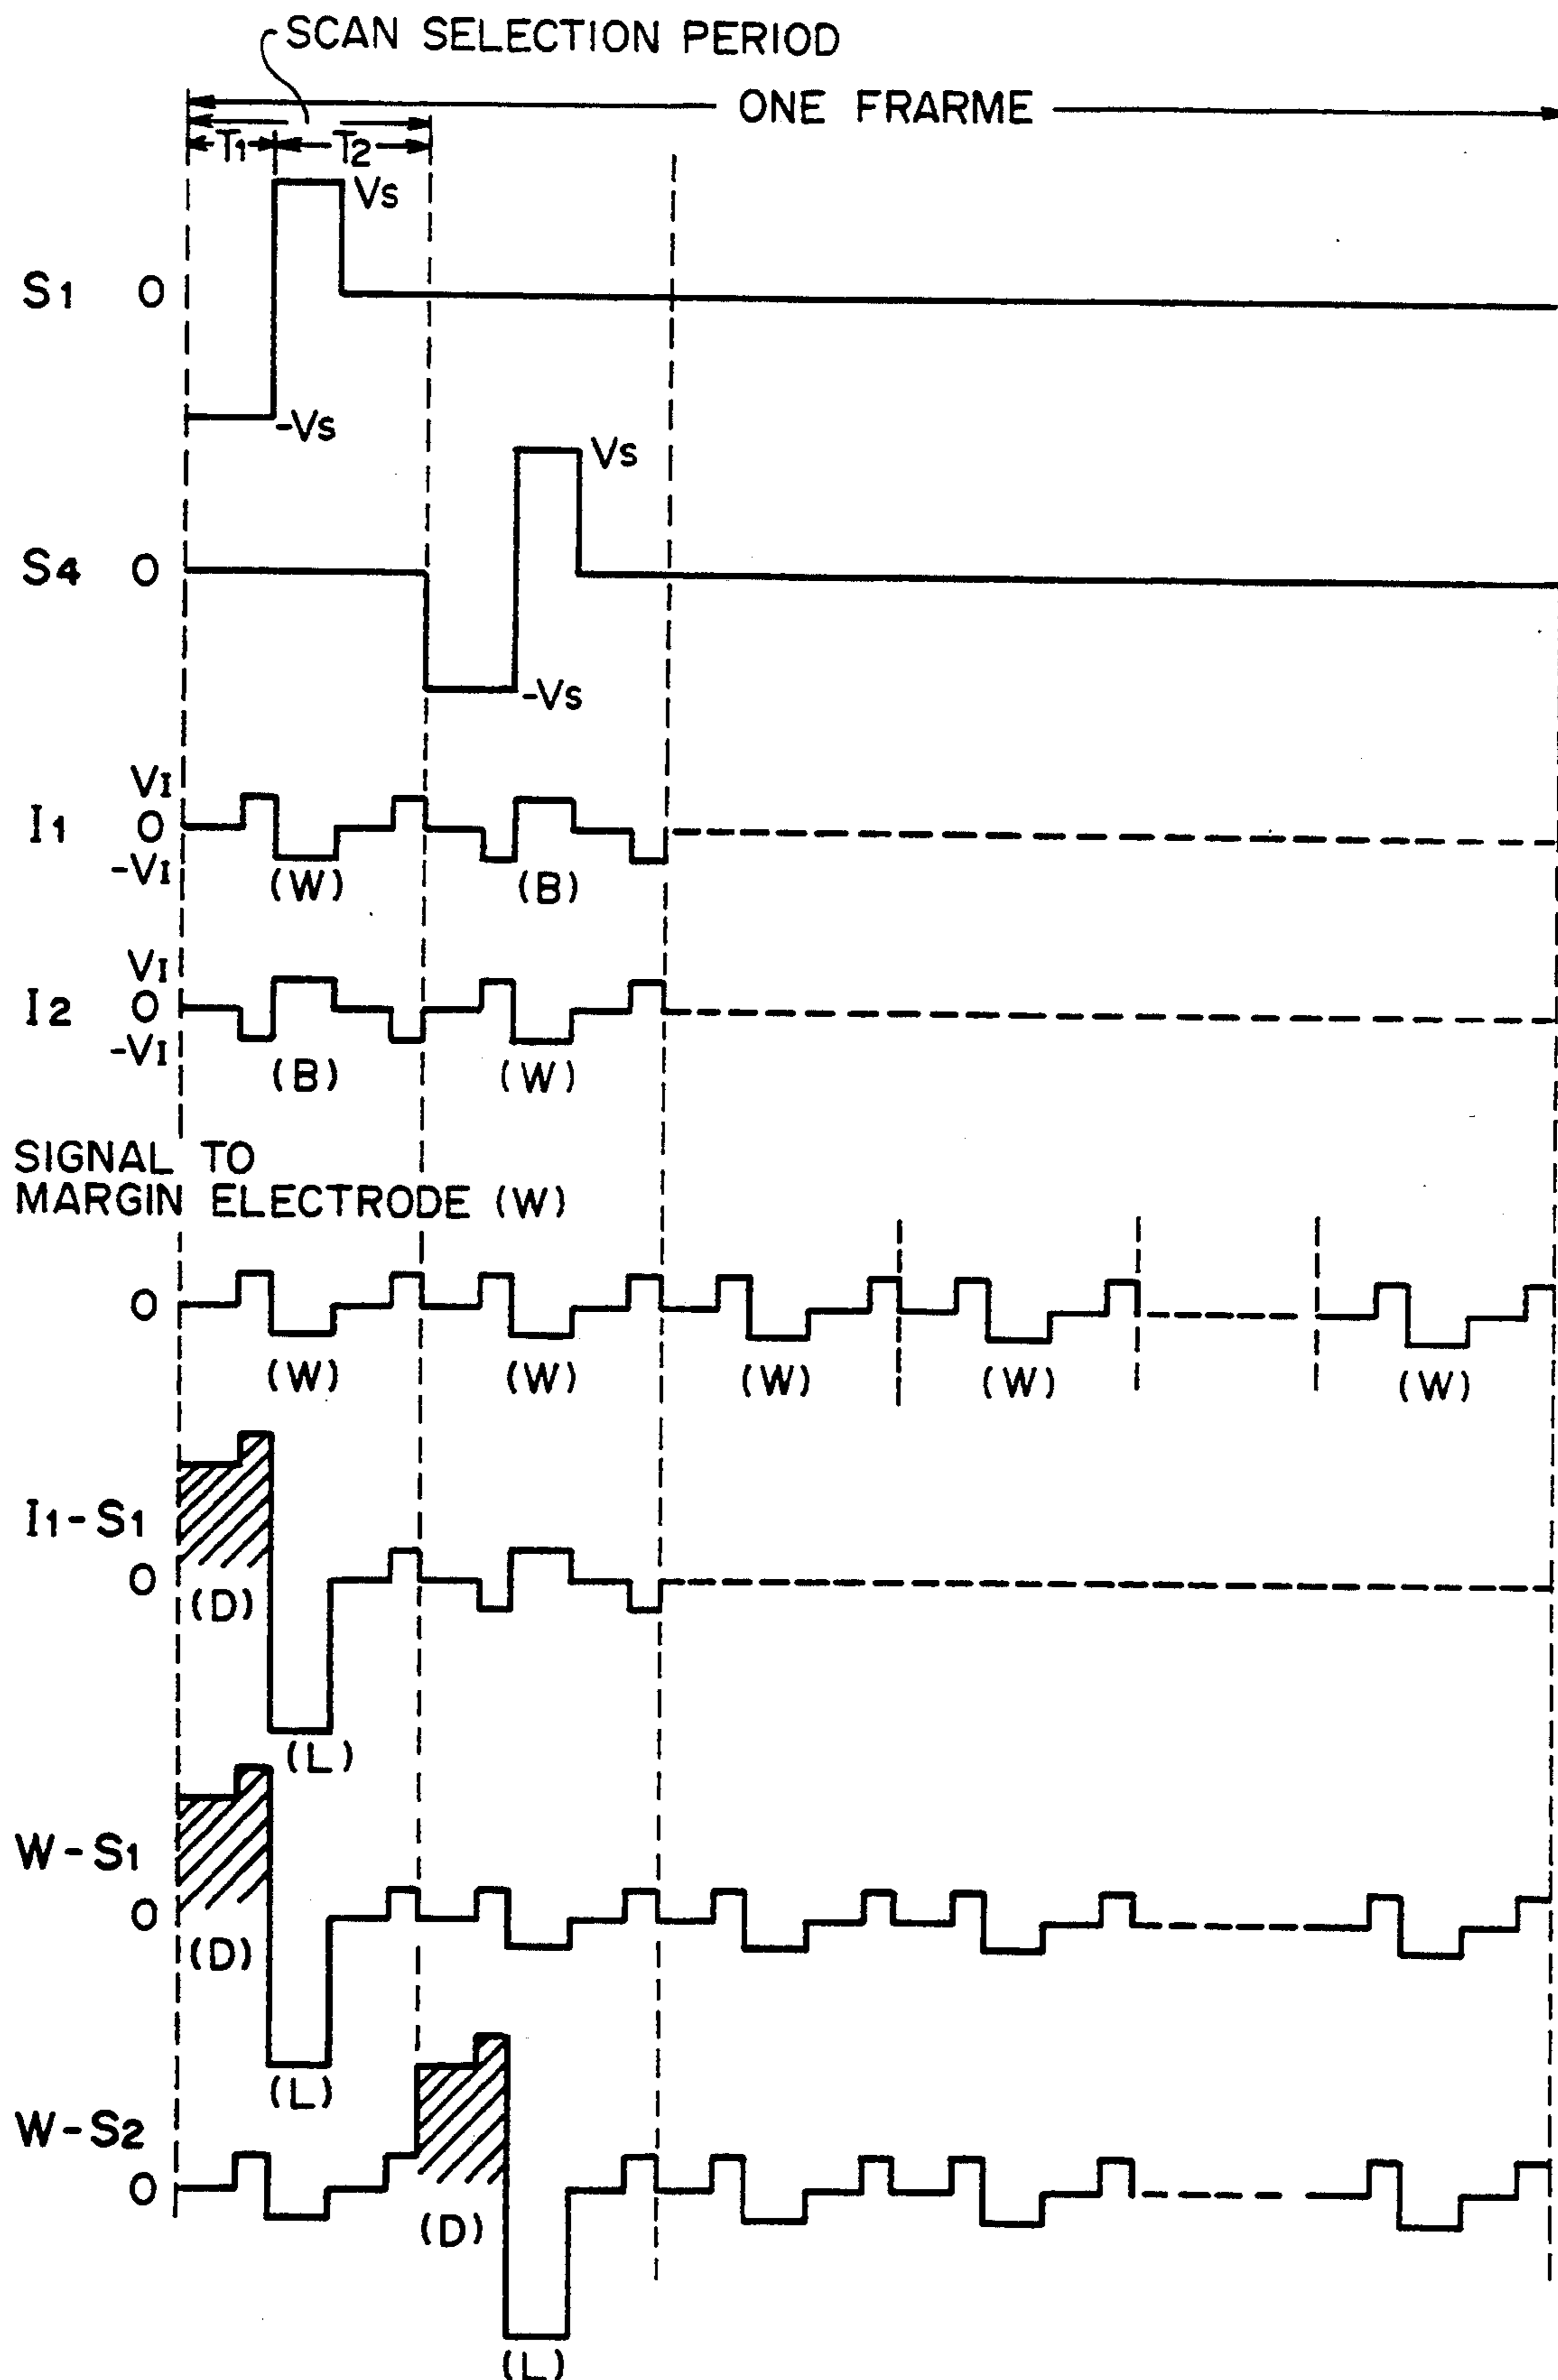 SCAN SELECTION PERIOD
ONE FRARME
T1 T2
Vs
S1 0
-Vs
Vs
S4 0
-Vs
VI
I1 0
-VI
(W) (B)
VI
I2 0
-VI
(B) (W)
SIGNAL TO
MARGIN ELECTRODE (W)
0
(W) (W) (W) (W) (W)
I1-S1
0
(D)
(L)
W-S1
0
(D)
(L)
W-S2
0
(D)
(L)